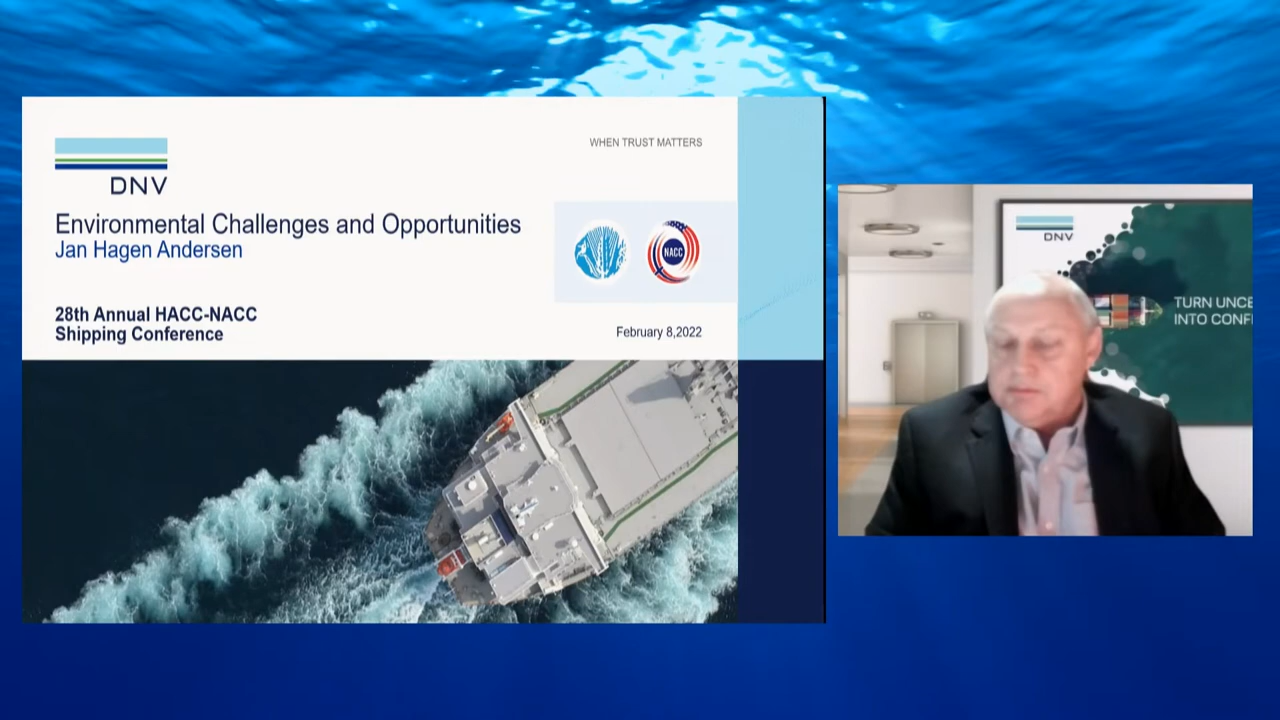 WHEN TRUST MATTERS
DNV
Environmental Challenges and Opportunities
Jan Hagen Andersen
NACC
28th Annual HACC-NACC
Shipping Conference
February 8,2022
DNV
TURN UNCE
INTO CONF